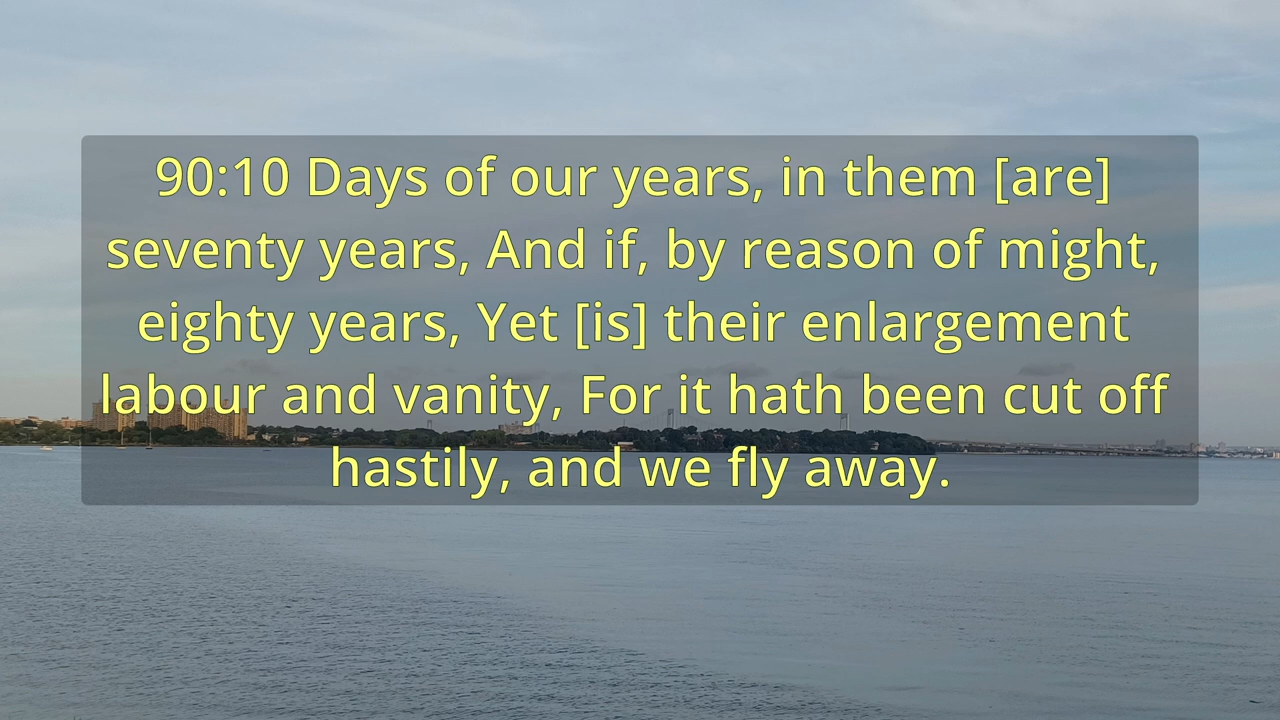 90:10 Days of our years, in them [are]
seventy years, And if, by reason of might,
eighty years, Yet [is] their enlargement
labour and vanity, For it hath been cut off
hastily, and we fly away.